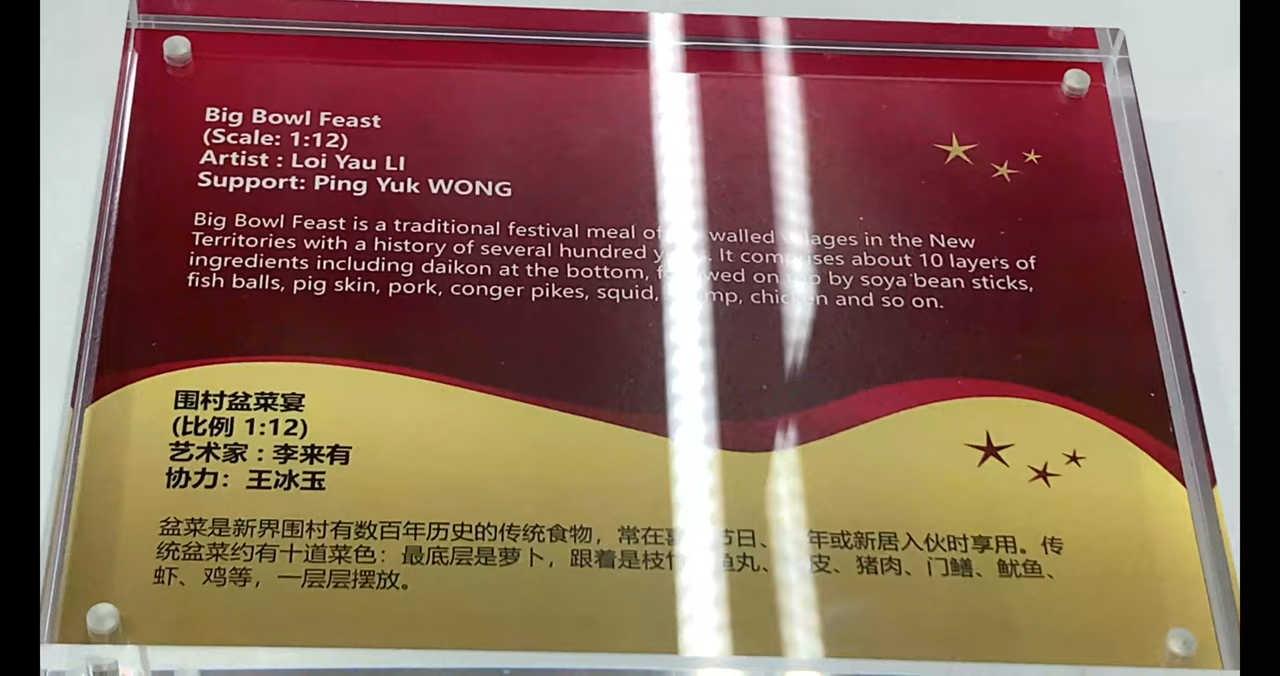 Big Bowl Feast
(Scale: 1:12)
Artist : Loi Yau LI
Support: Ping Yuk WONG
Big Bowl Feast is a traditional festival meal of walled in the New
Territories with a history of several hundred It comprises about 10 layers of
ingredients including daikon at the bottom, on top by soya bean sticks,
fish balls, pig skin, pork, conger pikes, squid, chicken and so on.
围村盆菜宴
(比例 1:12)
艺术家：李来有
协力：王冰玉
盆菜是新界围村有数百年历史的传统食物，常在喜节日、年或新居入伙时享用。传
统盆菜约有十道菜色：最底层是萝卜，跟着是枝竹鱼丸、皮、猪肉、门鳝、鱿鱼、
虾、鸡等，一层层摆放。